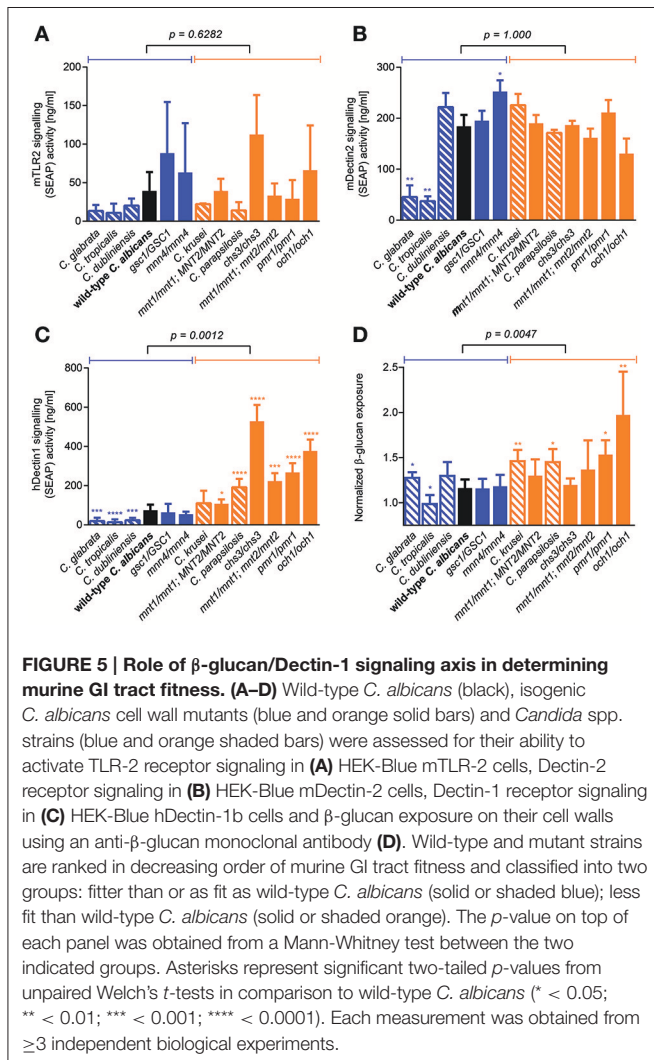 A
p = 0.6282
mTLR2 signalling
(SEAP) activity [ng/ml]
200
150
100
50
0
C. glabrata
C. tropicalis
C. dubliniensis
wild-type C. albicans
gsc1/GSC1
mnn4/mnn4
C. krusei
mnt1/mnt1; MNT2/MNT2
C. parapsilosis
chs3/chs3
mnt1/mnt1; mnt2/mnt2
pmr1/pmr1
och1/och1
B
p = 1.000
mDectin2 signalling
(SEAP) activity [ng/ml]
400
300
200
100
0
** ** *
C. glabrata
C. tropicalis
C. dubliniensis
wild-type C. albicans
gsc1/GSC1
mnn4/mnn4
C. krusei
mnt1/mnt1; MNT2/MNT2
C. parapsilosis
chs3/chs3
mnt1/mnt1; mnt2/mnt2
pmr1/pmr1
och1/och1
C
p = 0.0012
hDectin1 signalling
(SEAP) activity [ng/ml]
800
600
400
200
0
*** **** *** * **** **** *** **** ****
C. glabrata
C. tropicalis
C. dubliniensis
wild-type C. albicans
gsc1/GSC1
mnn4/mnn4
C. krusei
mnt1/mnt1; MNT2/MNT2
C. parapsilosis
chs3/chs3
mnt1/mnt1; mnt2/mnt2
pmr1/pmr1
och1/och1
D
p = 0.0047
Normalized β-glucan exposure
2.5
2.0
1.5
1.0
* * ** * * **
C. glabrata
C. tropicalis
C. dubliniensis
wild-type C. albicans
gsc1/GSC1
mnn4/mnn4
C. krusei
mnt1/mnt1; MNT2/MNT2
C. parapsilosis
chs3/chs3
mnt1/mnt1; mnt2/mnt2
pmr1/pmr1
och1/och1
FIGURE 5 | Role of β-glucan/Dectin-1 signaling axis in determining
murine GI tract fitness. (A–D) Wild-type C. albicans (black), isogenic
C. albicans cell wall mutants (blue and orange solid bars) and Candida spp.
strains (blue and orange shaded bars) were assessed for their ability to
activate TLR-2 receptor signaling in (A) HEK-Blue mTLR-2 cells, Dectin-2
receptor signaling in (B) HEK-Blue mDectin-2 cells, Dectin-1 receptor signaling
in (C) HEK-Blue hDectin-1b cells and β-glucan exposure on their cell walls
using an anti-β-glucan monoclonal antibody (D). Wild-type and mutant strains
are ranked in decreasing order of murine GI tract fitness and classified into two
groups: fitter than or as fit as wild-type C. albicans (solid or shaded blue); less
fit than wild-type C. albicans (solid or shaded orange). The p-value on top of
each panel was obtained from a Mann-Whitney test between the two
indicated groups. Asterisks represent significant two-tailed p-values from
unpaired Welch's t-tests in comparison to wild-type C. albicans (* < 0.05;
** < 0.01; *** < 0.001; **** < 0.0001). Each measurement was obtained from
≥3 independent biological experiments.